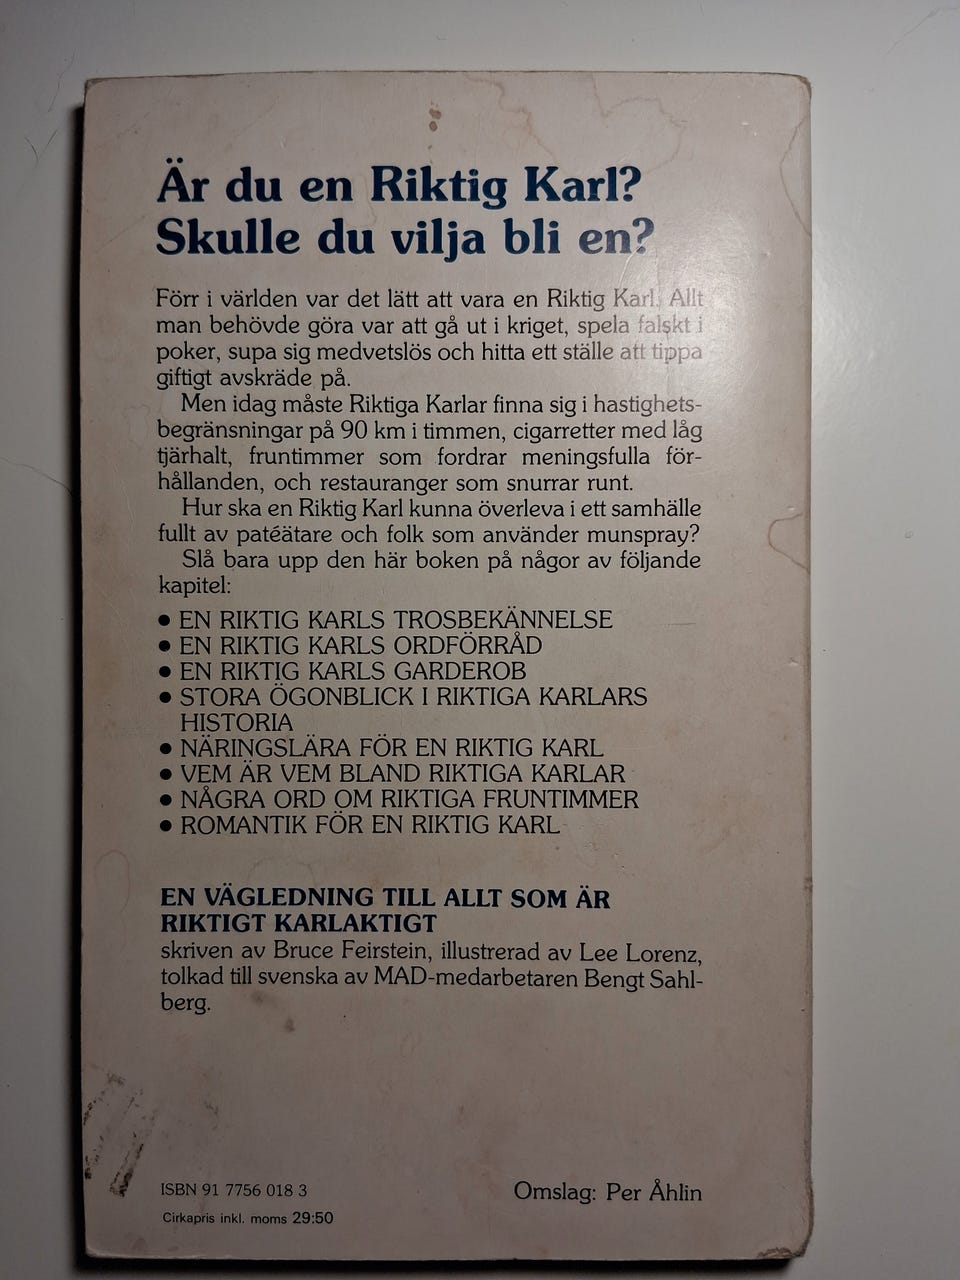 Är du en Riktig Karl?
Skulle du vilja bli en?
Förr i världen var det lätt att vara en Riktig Karl. Allt
man behövde göra var att gå ut i kriget, spela falskt i
poker, supa sig medvetslös och hitta ett ställe att tippa
giftigt avskräde på.
Men idag måste Riktiga Karlar finna sig i hastighets-
begränsningar på 90 km i timmen, cigarretter med låg
tjärhalt, fruntimmer som fordrar meningsfulla för-
hållanden, och restauranger som snurrar runt.
Hur ska en Riktig Karl kunna överleva i ett samhälle
fullt av patéätare och folk som använder munspray?
Slå bara upp den här boken på någor av följande
kapitel:
● EN RIKTIG KARLS TROSBEKÄNNELSE
● EN RIKTIG KARLS ORDFÖRRÅD
● EN RIKTIG KARLS GARDEROB
● STORA ÖGONBLICK I RIKTIGA KARLARS
HISTORIA
● NÄRINGSLÄRA FÖR EN RIKTIG KARL
● VEM ÄR VEM BLAND RIKTIGA KARLAR
● NÅGRA ORD OM RIKTIGA FRUNTIMMER
● ROMANTIK FÖR EN RIKTIG KARL
EN VÄGLEDNING TILL ALLT SOM ÄR
RIKTIGT KARLAKTIGT
skriven av Bruce Feirstein, illustrerad av Lee Lorenz,
tolkad till svenska av MAD-medarbetaren Bengt Sahl-
berg.
ISBN 91 7756 018 3
Omslag: Per Åhlin
Cirkapris inkl. moms 29:50